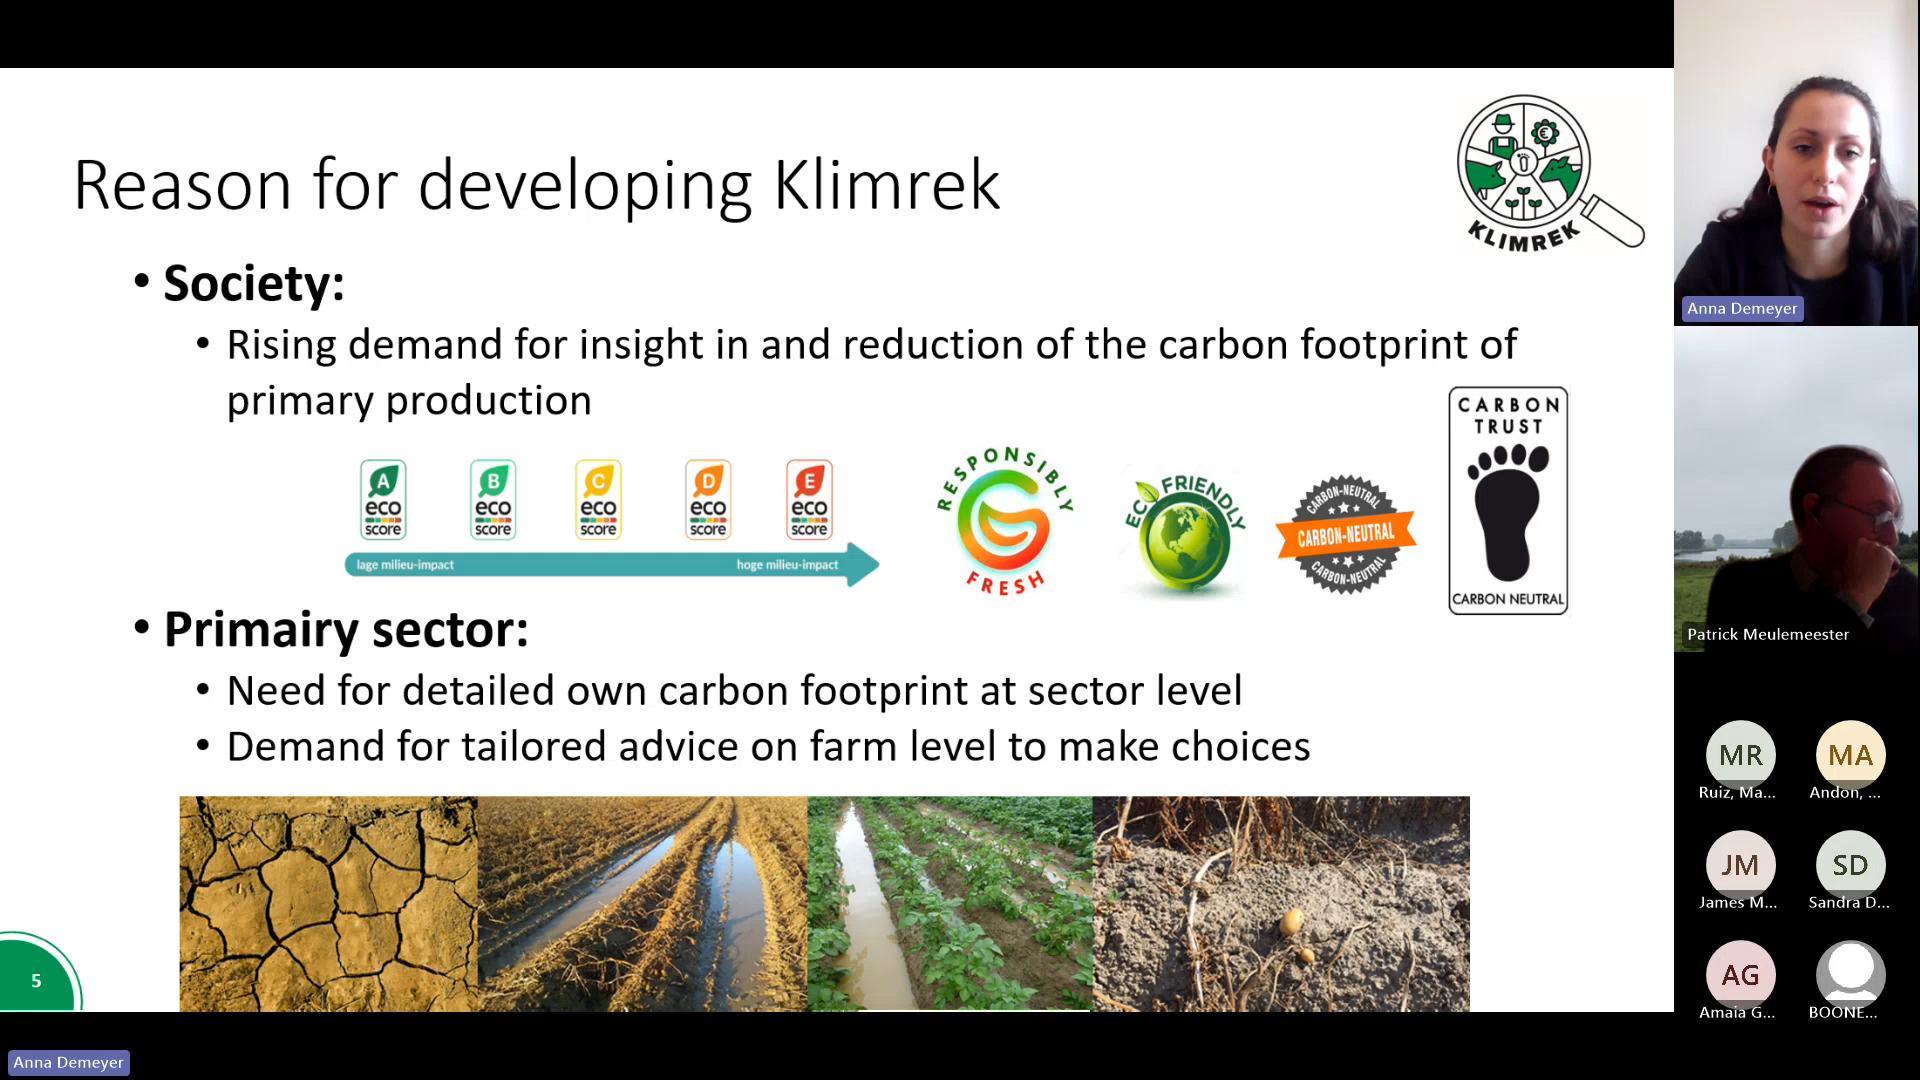 Reason for developing Klimrek
KLIMREK
• Society:
• Rising demand for insight in and reduction of the carbon footprint of
primary production
A
eco
score
B
eco
score
C
eco
score
D
eco
score
E
eco
score
lage milieu-impact
hoge milieu-impact
RESPONSIBLY
FRESH
ECO FRIENDLY
CARBON-NEUTRAL
CARBON-NEUTRAL
CARBON-NEUTRAL
CARBON
TRUST
CARBON NEUTRAL
• Primairy sector:
• Need for detailed own carbon footprint at sector level
• Demand for tailored advice on farm level to make choices
5
Anna Demeyer
Anna Demeyer
Patrick Meulemeester
MR
Ruiz, Ma...
MA
Andon, ...
JM
James M...
SD
Sandra D...
AG
Amaia G...
BOONE...